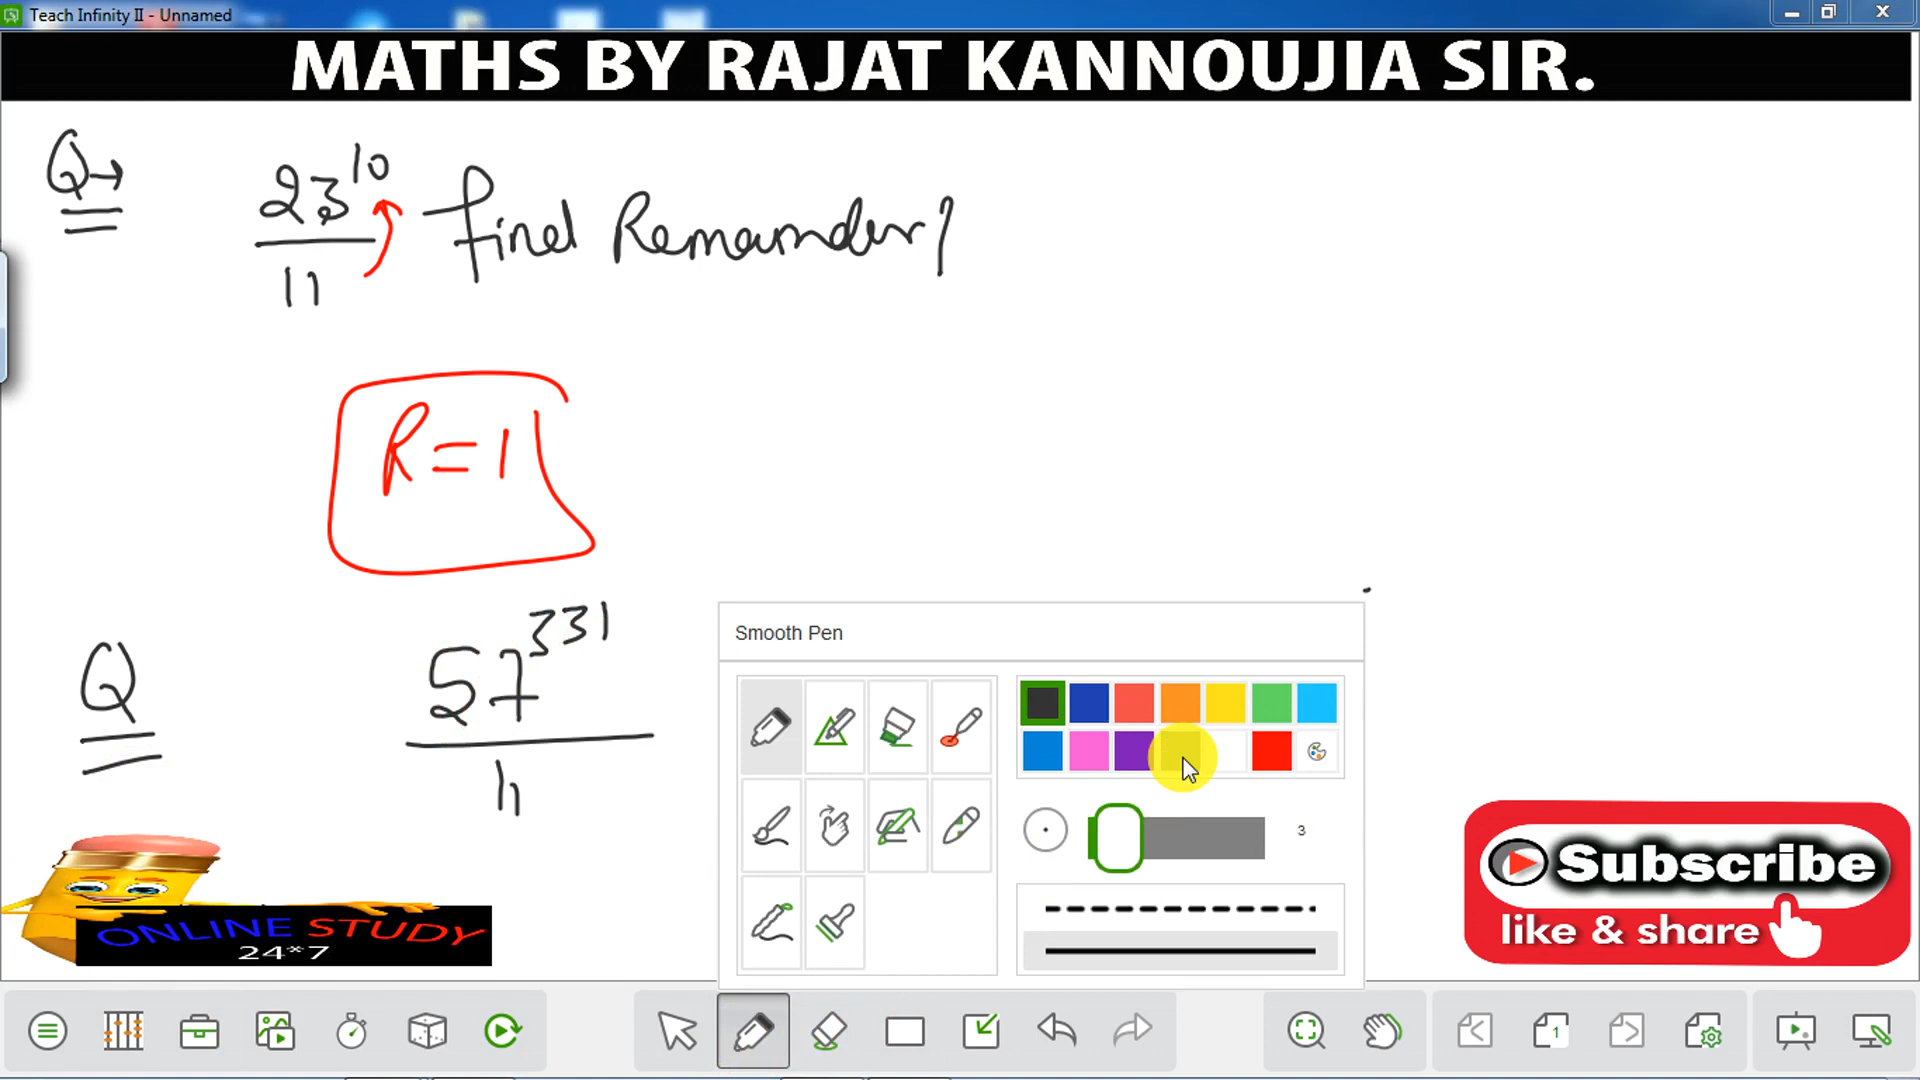 Teach Infinity II - Unnamed
MATHS BY RAJAT KANNOUJIA SIR.
Q→ 23^10 / 11 find Remainder?
R=1
Q 57^331 / 11
Smooth Pen
3
Subscribe
like & share
ONLINE STUDY
24*7
1